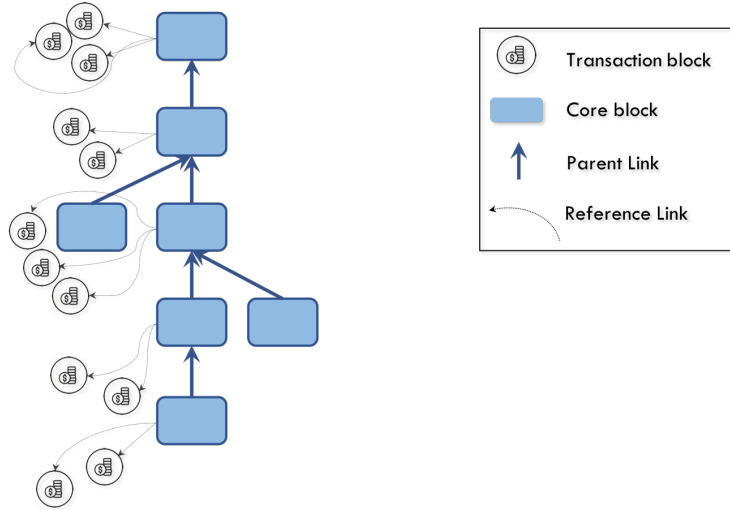 Transaction block
Core block
Parent Link
Reference Link